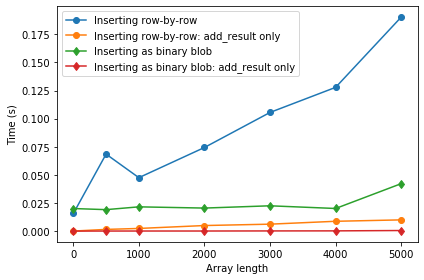 Inserting row-by-row
Inserting row-by-row: add_result only
Inserting as binary blob
Inserting as binary blob: add_result only
Time (s)
0.175
0.150
0.125
0.100
0.075
0.050
0.025
0.000
0
1000
2000
3000
4000
5000
Array length